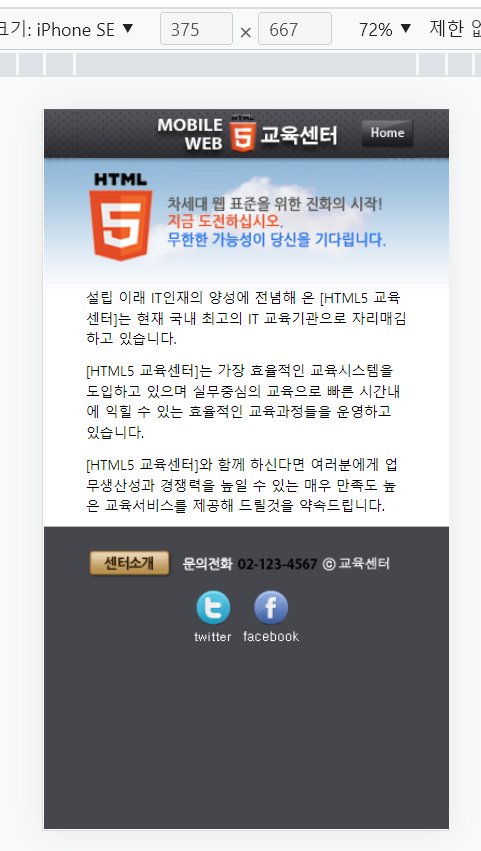 크기: iPhone SE ▼ 375 × 667 72% ▼ 제한 없
MOBILE WEB HTML 5 교육센터 Home
HTML 5
차세대 웹 표준을 위한 진화의 시작!
지금 도전하십시오.
무한한 가능성이 당신을 기다립니다.
설립 이래 IT인재의 양성에 전념해 온 [HTML5 교육
센터]는 현재 국내 최고의 IT 교육기관으로 자리매김
하고 있습니다.
[HTML5 교육센터]는 가장 효율적인 교육시스템을
도입하고 있으며 실무중심의 교육으로 빠른 시간내
에 익힐 수 있는 효율적인 교육과정들을 운영하고
있습니다.
[HTML5 교육센터]와 함께 하신다면 여러분에게 업
무생산성과 경쟁력을 높일 수 있는 매우 만족도 높
은 교육서비스를 제공해 드릴것을 약속드립니다.
센터소개 문의전화 02-123-4567 ⓒ교육센터
twitter facebook